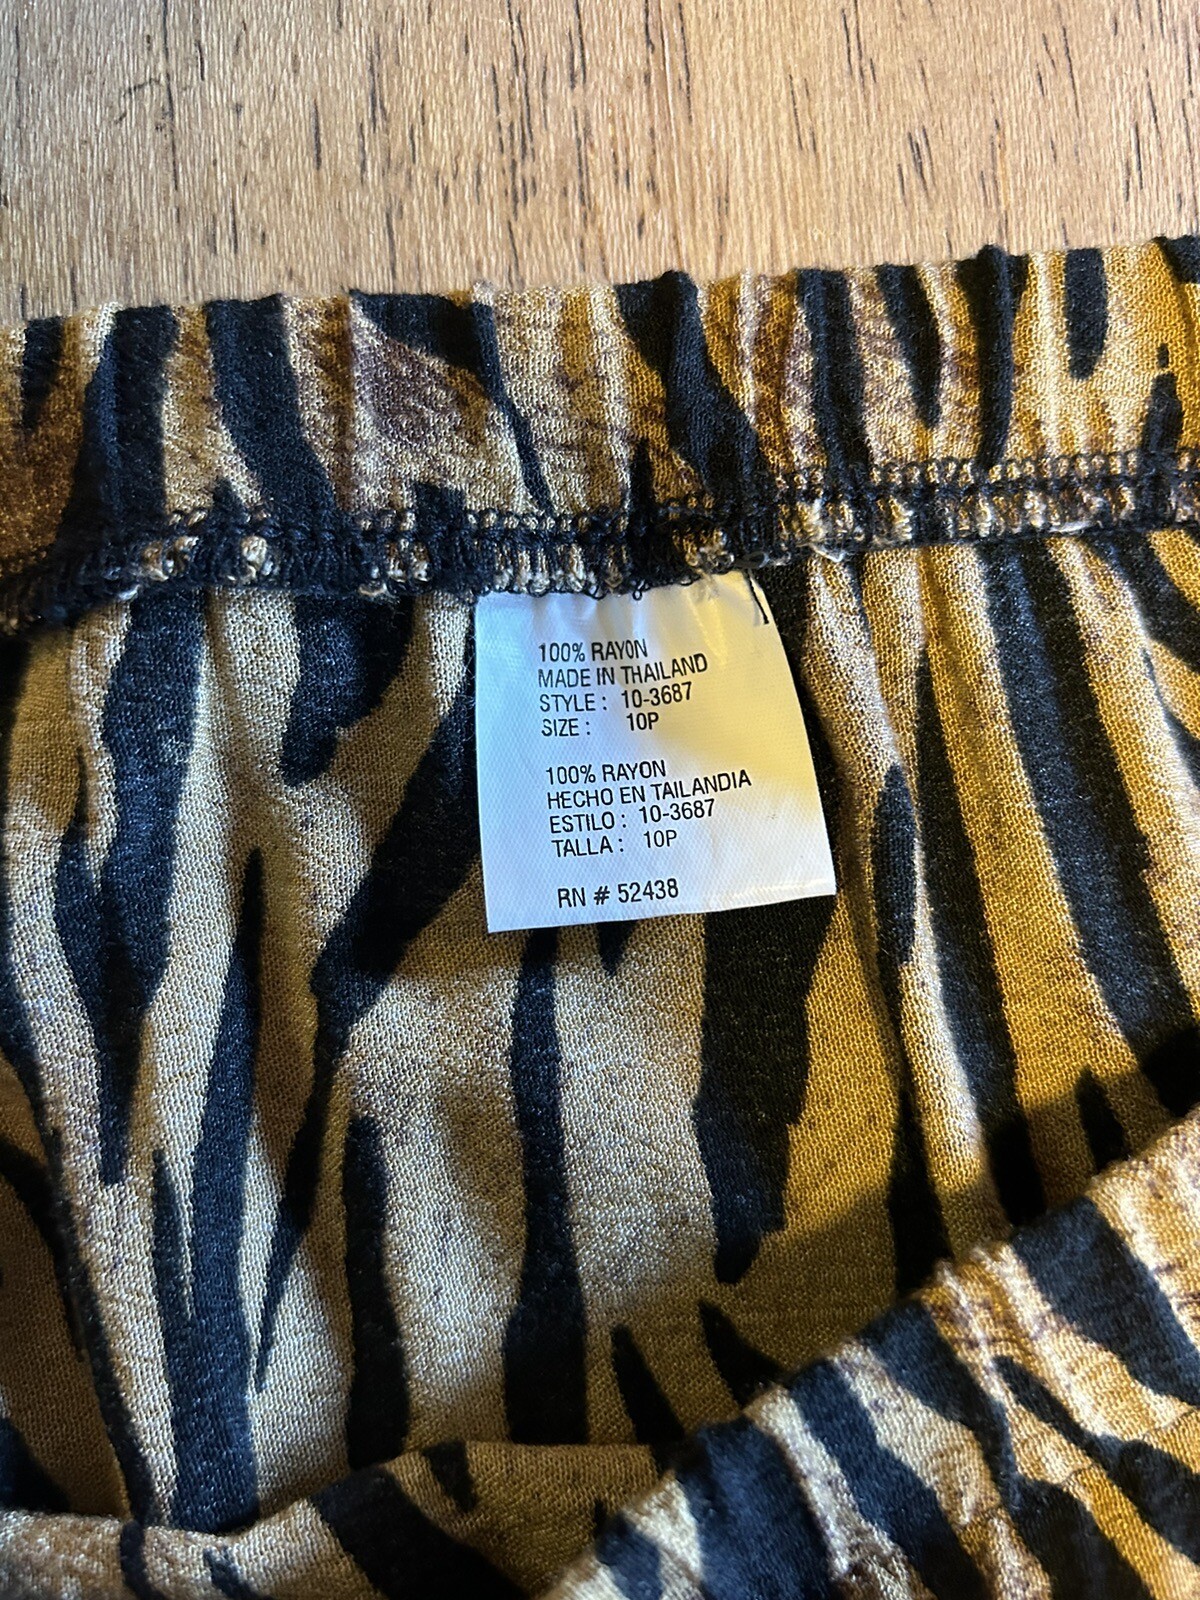 100% RAYON
MADE IN THAILAND
STYLE : 10-3687
SIZE : 10P
100% RAYON
HECHO EN TAILANDIA
ESTILO : 10-3687
TALLA : 10P
RN # 52438